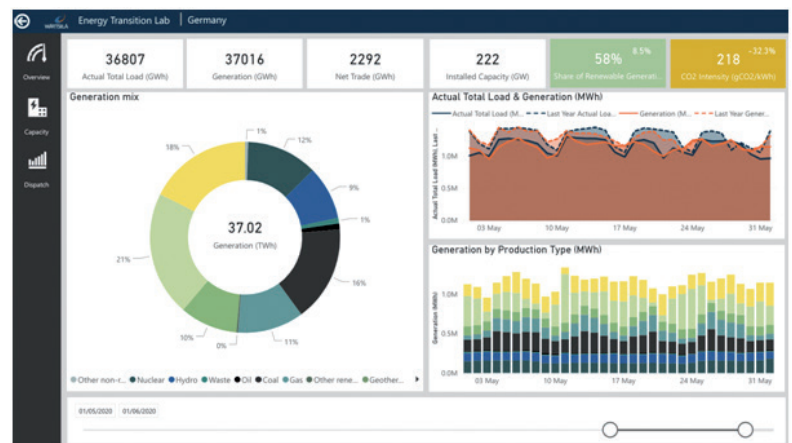 WÄRTSILÄ Energy Transition Lab | Germany
Overview
Capacity
Dispatch
36807
Actual Total Load (GWh)
37016
Generation (GWh)
2292
Net Trade (GWh)
222
Installed Capacity (GW)
58% 8.5%
Share of Renewable Generati...
218 -32.3%
CO2 Intensity (gCO2/kWh)
Generation mix
1%
12%
9%
1%
16%
11%
0%
10%
21%
18%
37.02
Generation (TWh)
Other non-r... Nuclear Hydro Waste Oil Coal Gas Other rene... Geother...
Actual Total Load & Generation (MWh)
Actual Total Load (M... Last Year Actual Loa... Generation (M... Last Year Gener...
Actual Total Load (MWh), Last ...
1.0M
0.5M
0.0M
03 May 10 May 17 May 24 May 31 May
Generation by Production Type (MWh)
Generation (MWh)
1.0M
0.5M
0.0M
03 May 10 May 17 May 24 May 31 May
01/05/2020 01/06/2020